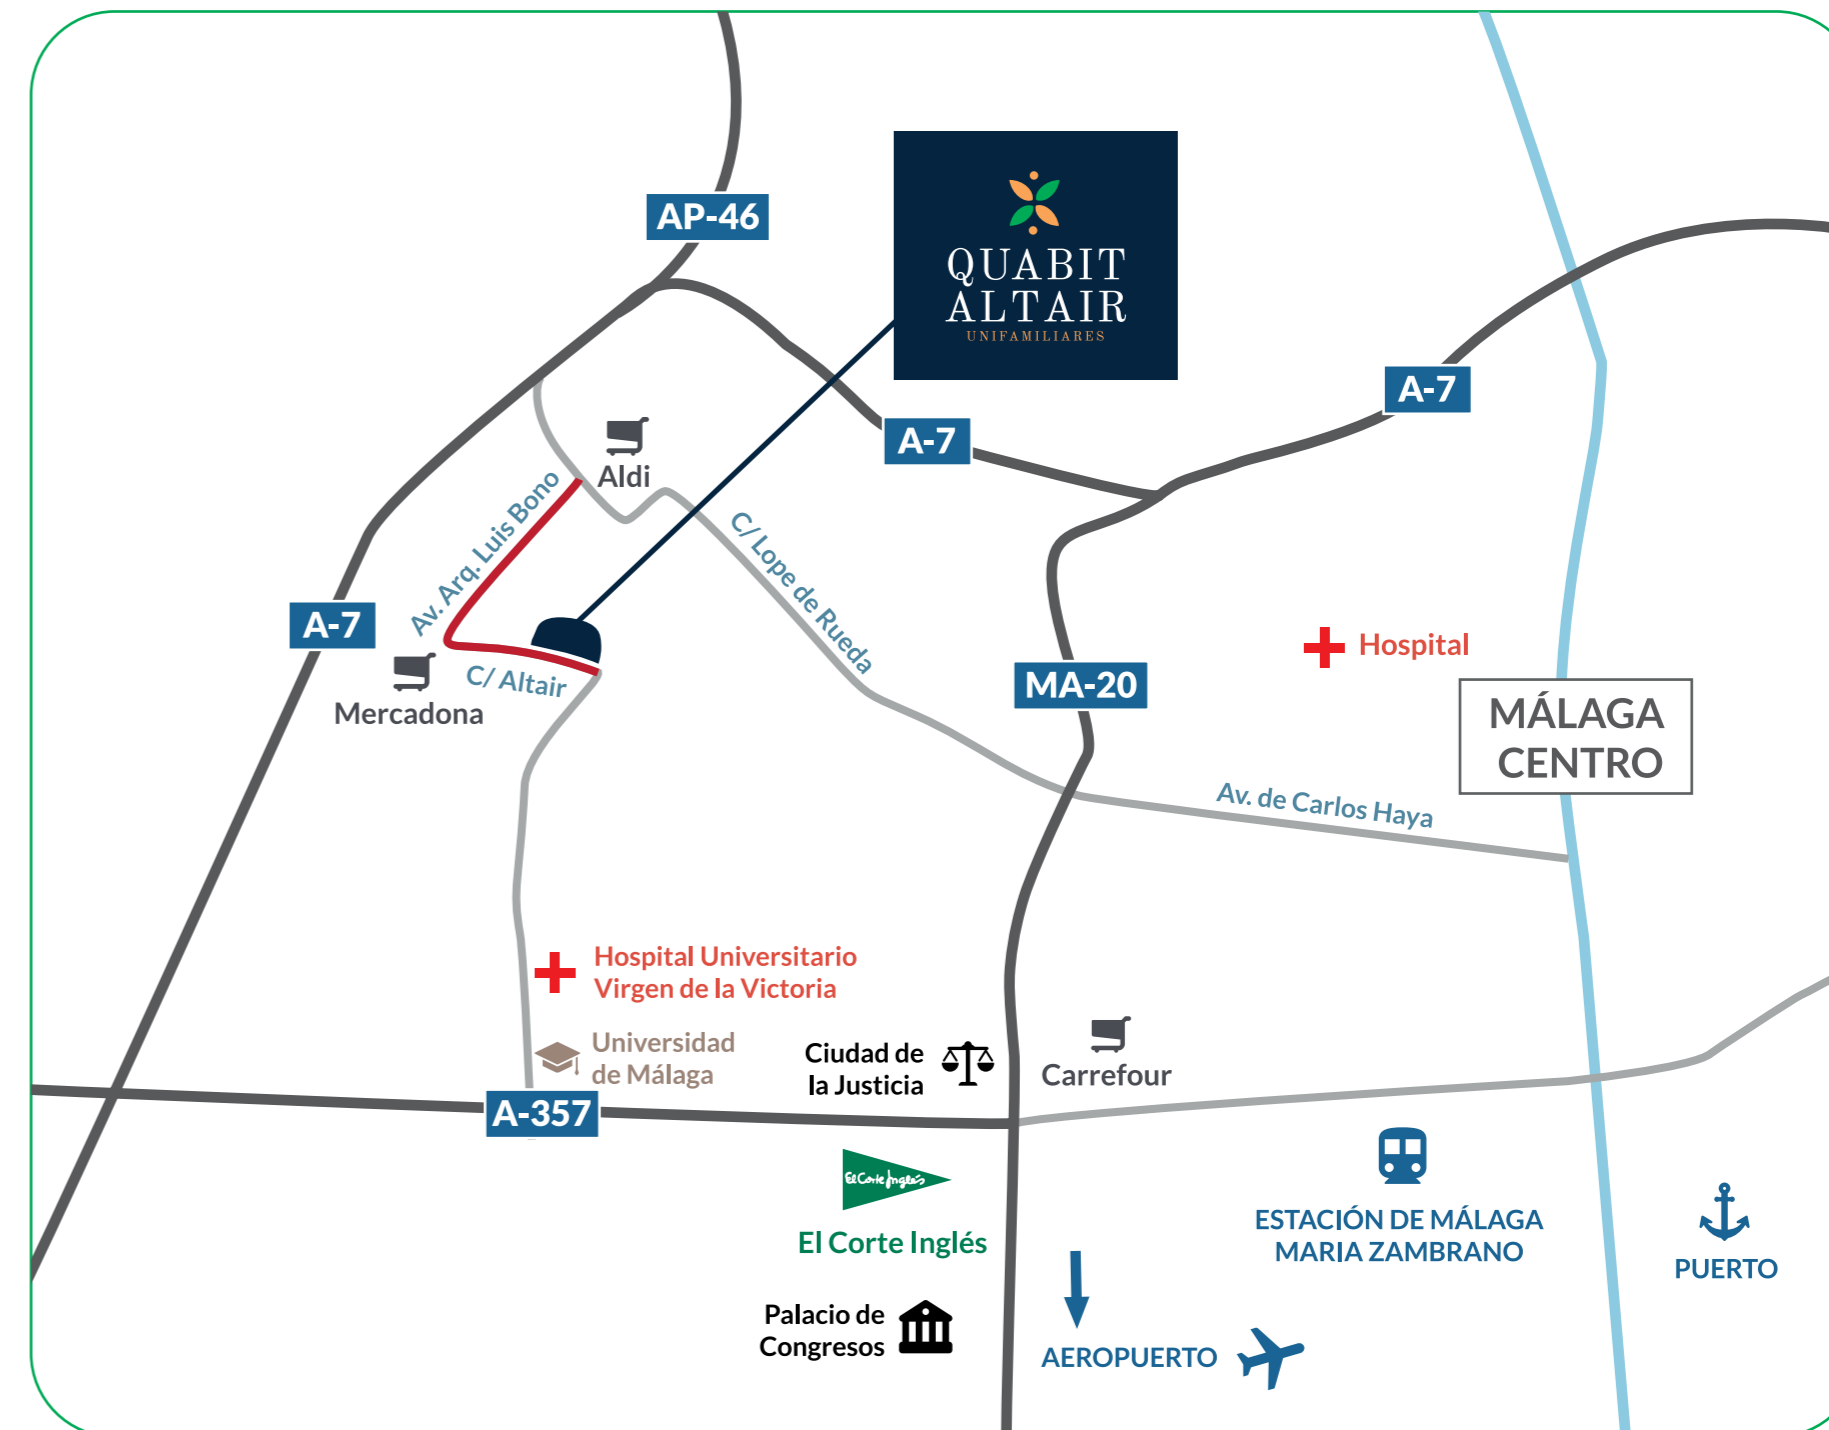 AP-46
QUABIT
ALTAIR
UNIFAMILIARES
A-7
A-7
Aldi
Av. Arq. Luis Bono
C/ Lope de Rueda
A-7
C/ Altair
Mercadona
MA-20
Hospital
MÁLAGA
CENTRO
Av. de Carlos Haya
Hospital Universitario
Virgen de la Victoria
Universidad
de Málaga
Ciudad de
la Justicia
Carrefour
A-357
El Corte Inglés
El Corte Inglés
ESTACIÓN DE MÁLAGA
MARIA ZAMBRANO
PUERTO
Palacio de
Congresos
AEROPUERTO